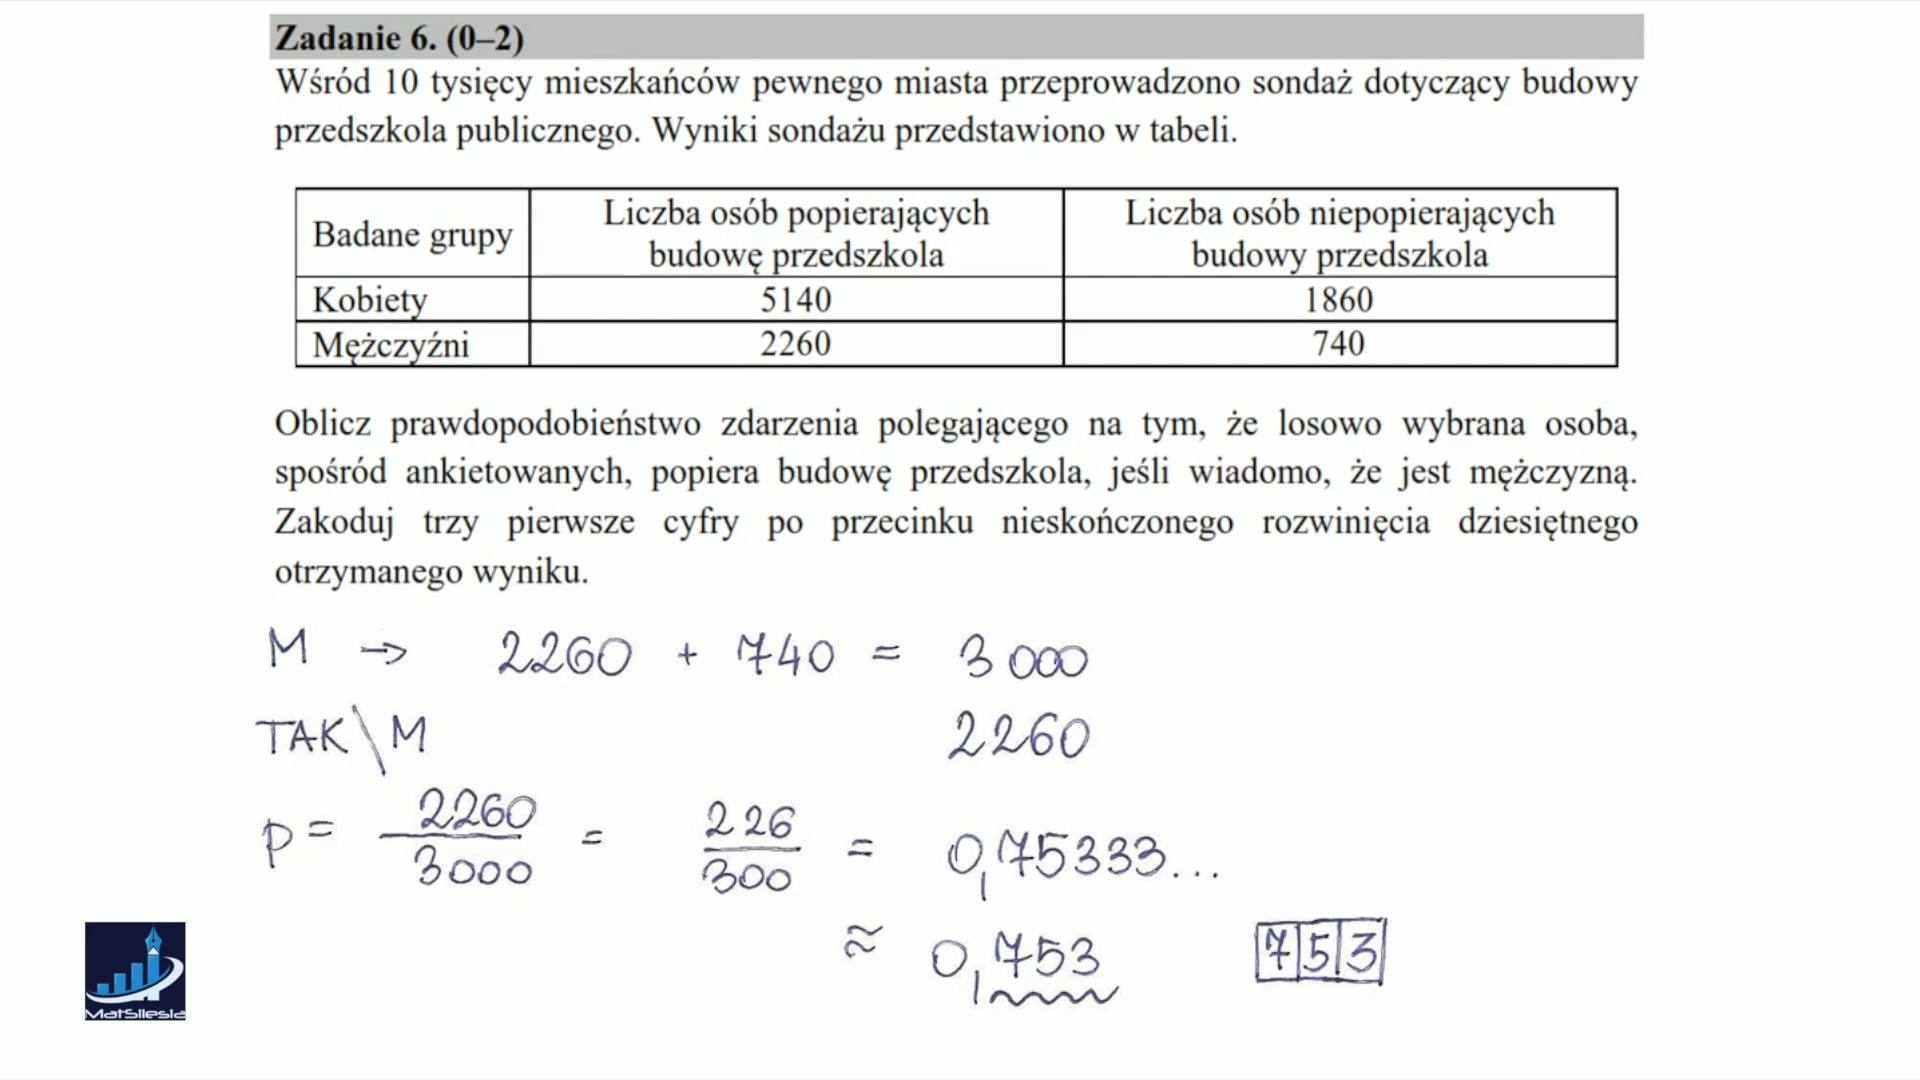 Zadanie 6. (0–2)
Wśród 10 tysięcy mieszkańców pewnego miasta przeprowadzono sondaż dotyczący budowy
przedszkola publicznego. Wyniki sondażu przedstawiono w tabeli.
Badane grupy
Liczba osób popierających
budowę przedszkola
Liczba osób niepopierających
budowy przedszkola
Kobiety 5140 1860
Mężczyźni 2260 740
Oblicz prawdopodobieństwo zdarzenia polegającego na tym, że losowo wybrana osoba,
spośród ankietowanych, popiera budowę przedszkola, jeśli wiadomo, że jest mężczyzną.
Zakoduj trzy pierwsze cyfry po przecinku nieskończonego rozwinięcia dziesiętnego
otrzymanego wyniku.
M → 2260 + 740 = 3000
TAK\M 2260
p = 2260/3000 = 226/300 = 0,75333...
≈ 0,753 753
MatSilesia